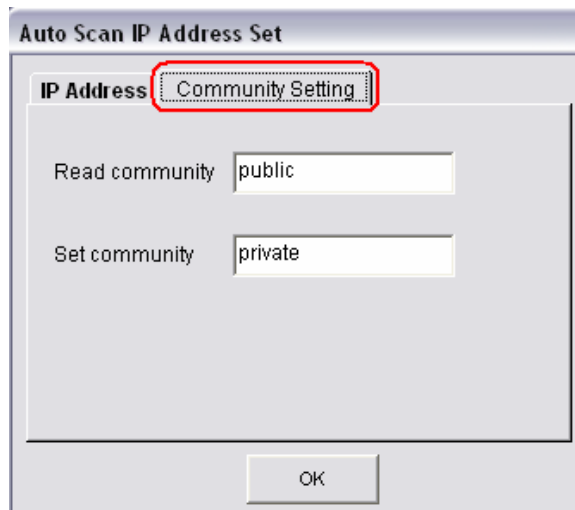 Auto Scan IP Address Set
IP Address Community Setting
Read community public
Set community private
OK